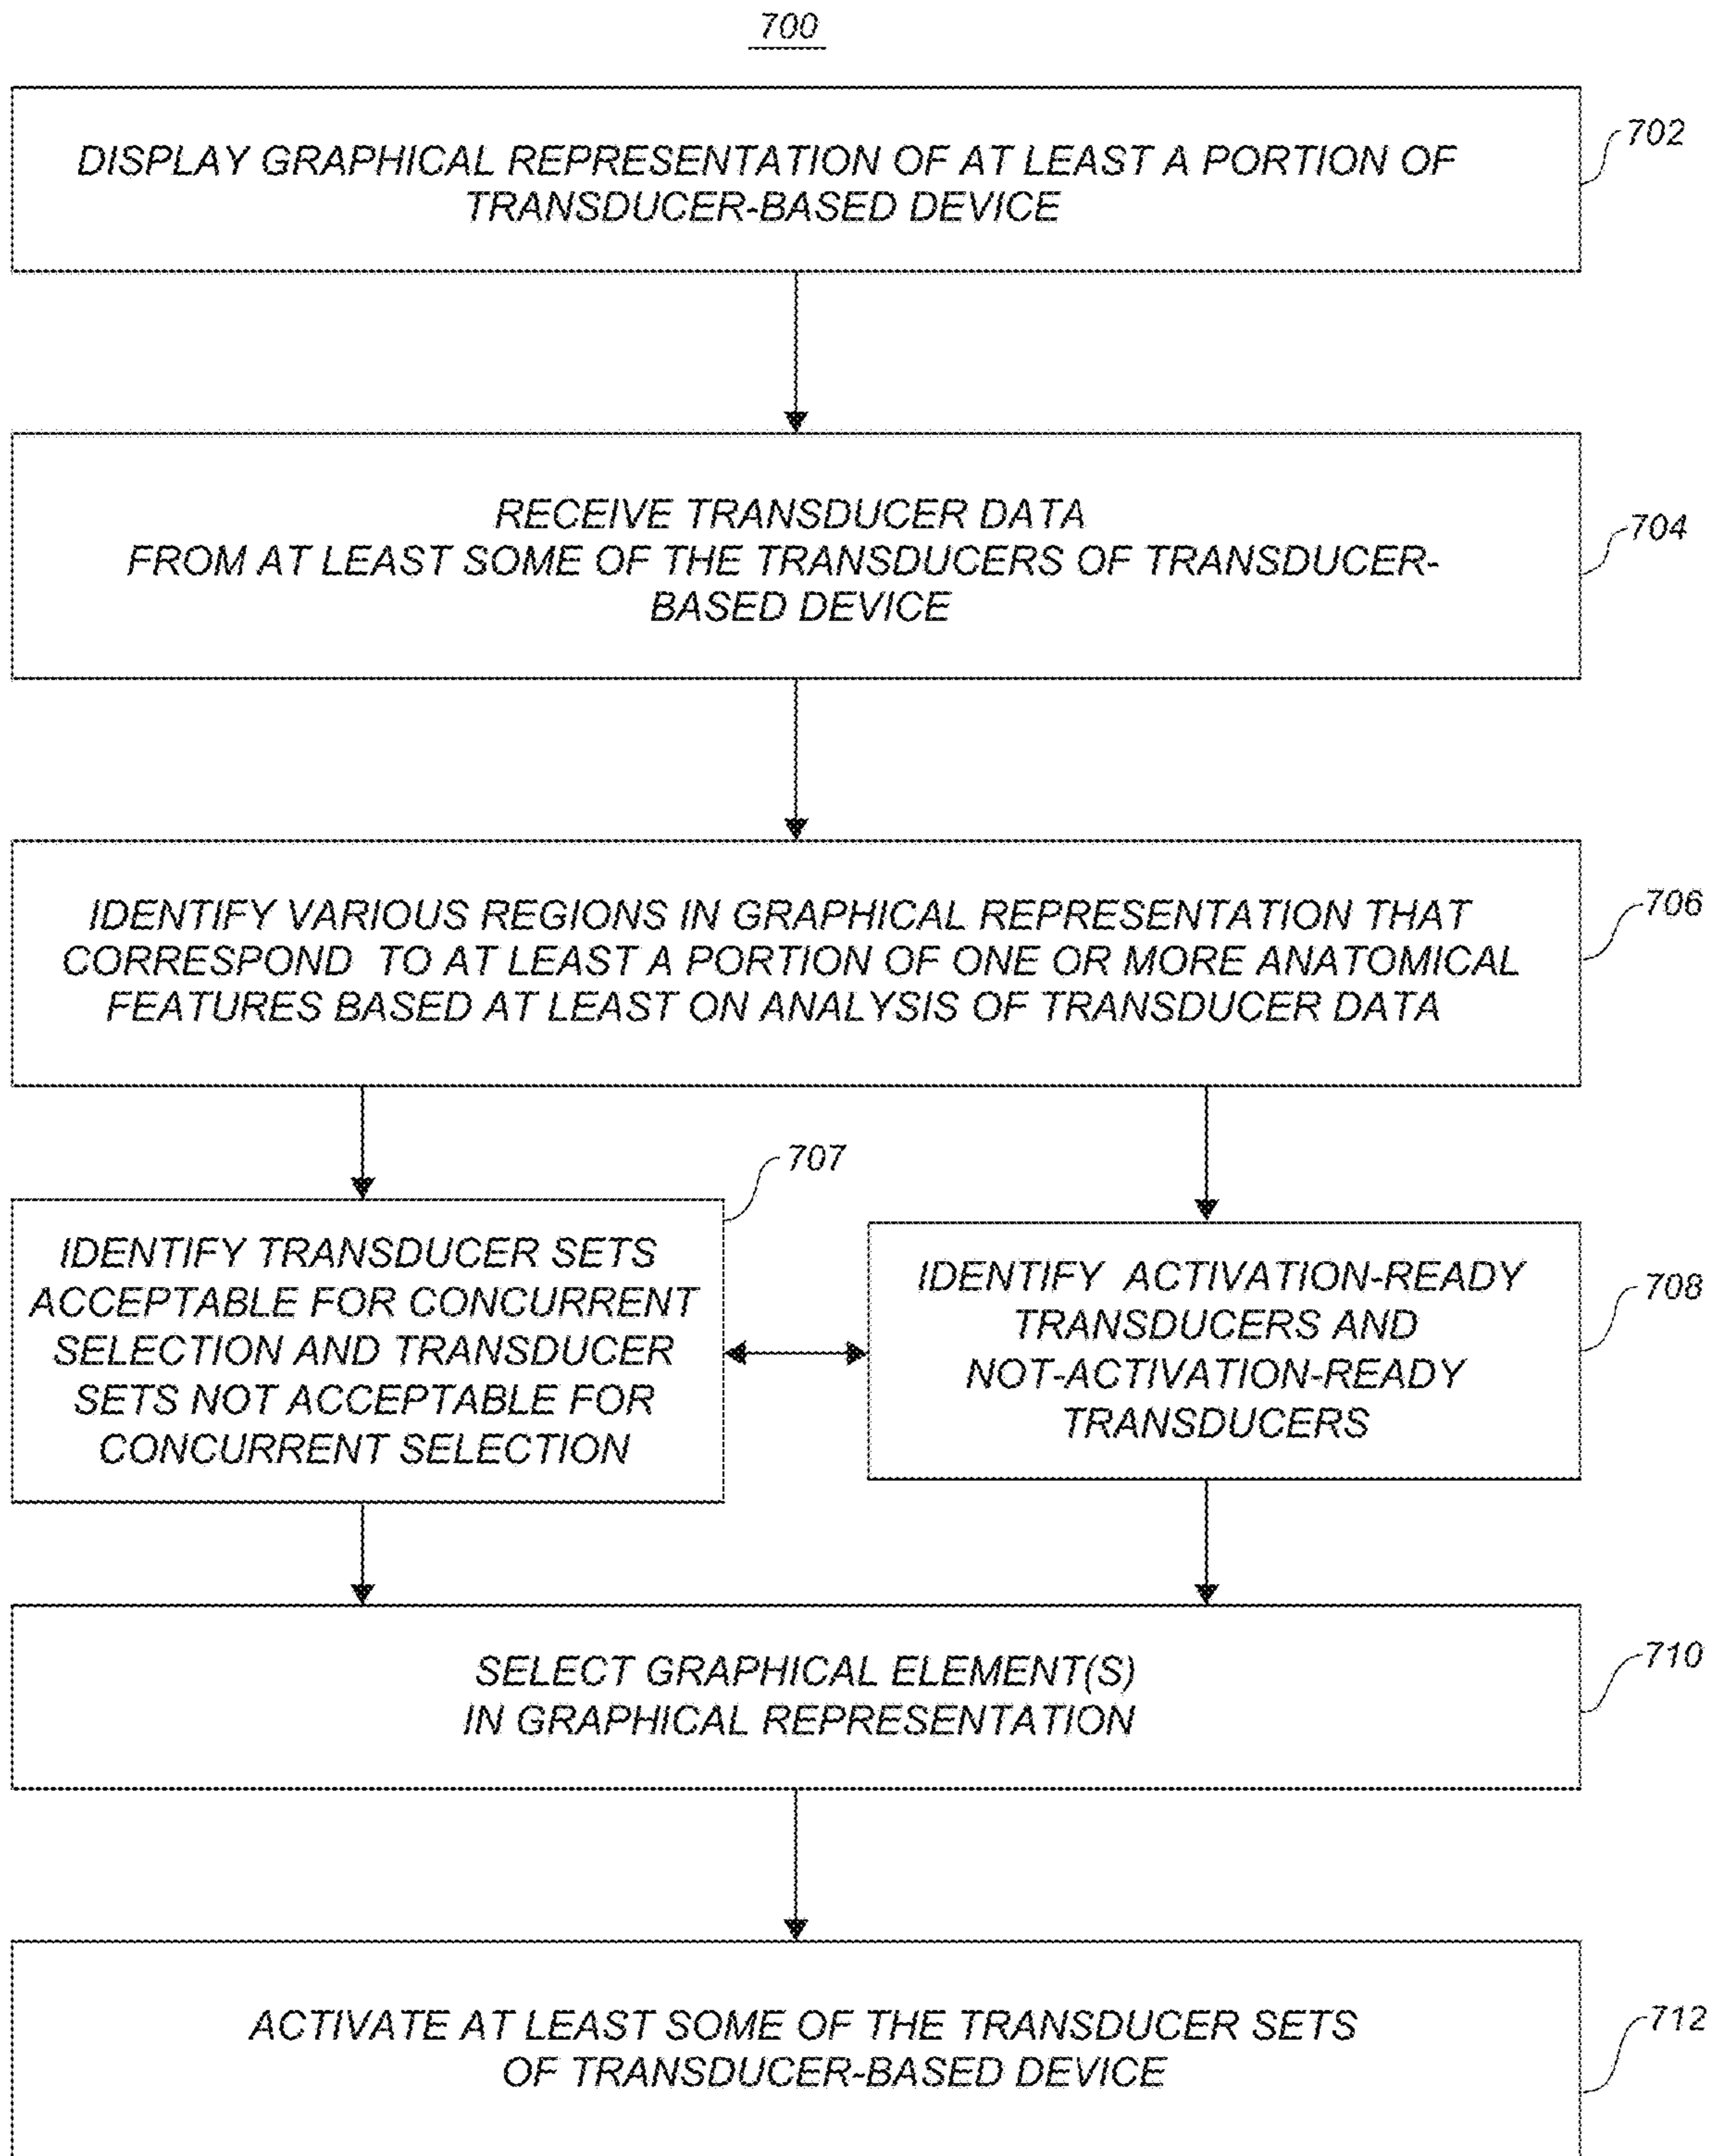 700
DISPLAY GRAPHICAL REPRESENTATION OF AT LEAST A PORTION OF
TRANSDUCER-BASED DEVICE
702
RECEIVE TRANSDUCER DATA
FROM AT LEAST SOME OF THE TRANSDUCERS OF TRANSDUCER-
BASED DEVICE
704
IDENTIFY VARIOUS REGIONS IN GRAPHICAL REPRESENTATION THAT
CORRESPOND TO AT LEAST A PORTION OF ONE OR MORE ANATOMICAL
FEATURES BASED AT LEAST ON ANALYSIS OF TRANSDUCER DATA
706
707
IDENTIFY TRANSDUCER SETS
ACCEPTABLE FOR CONCURRENT
SELECTION AND TRANSDUCER
SETS NOT ACCEPTABLE FOR
CONCURRENT SELECTION
IDENTIFY ACTIVATION-READY
TRANSDUCERS AND
NOT-ACTIVATION-READY
TRANSDUCERS
708
SELECT GRAPHICAL ELEMENT(S)
IN GRAPHICAL REPRESENTATION
710
ACTIVATE AT LEAST SOME OF THE TRANSDUCER SETS
OF TRANSDUCER-BASED DEVICE
712